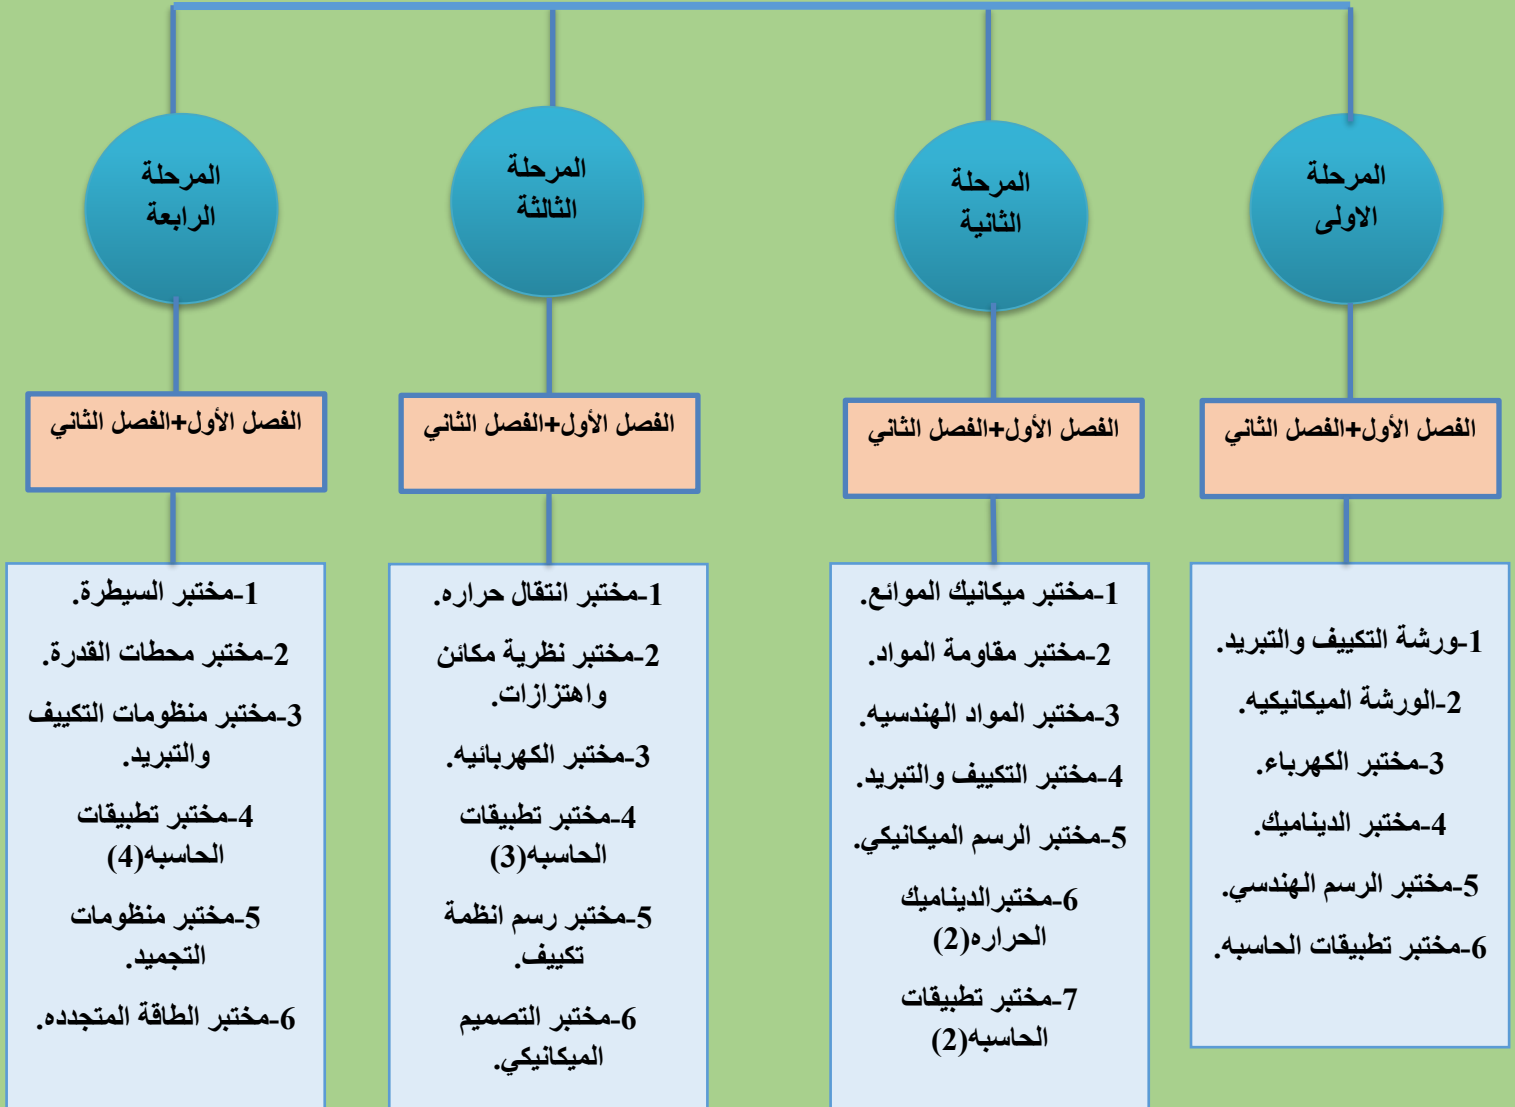 المرحلة
الاولى
الفصل الأول+الفصل الثاني
1-ورشة التكييف والتبريد.
2-الورشة الميكانيكيه.
3-مختبر الكهرباء.
4-مختبر الديناميك.
5-مختبر الرسم الهندسي.
6-مختبر تطبيقات الحاسبه.
المرحلة
الثانية
الفصل الأول+الفصل الثاني
1-مختبر ميكانيك الموائع.
2-مختبر مقاومة المواد.
3-مختبر المواد الهندسيه.
4-مختبر التكييف والتبريد.
5-مختبر الرسم الميكانيكي.
6-مختبرالديناميك
الحراره(2)
7-مختبر تطبيقات
الحاسبه(2)
المرحلة
الثالثة
الفصل الأول+الفصل الثاني
1-مختبر انتقال حراره.
2-مختبر نظرية مكائن
واهتزازات.
3-مختبر الكهربائيه.
4-مختبر تطبيقات
الحاسبه(3)
5-مختبر رسم انظمة
تكييف.
6-مختبر التصميم
الميكانيكي.
المرحلة
الرابعة
الفصل الأول+الفصل الثاني
1-مختبر السيطرة.
2-مختبر محطات القدرة.
3-مختبر منظومات التكييف
والتبريد.
4-مختبر تطبيقات
الحاسبه(4)
5-مختبر منظومات
التجميد.
6-مختبر الطاقة المتجدده.